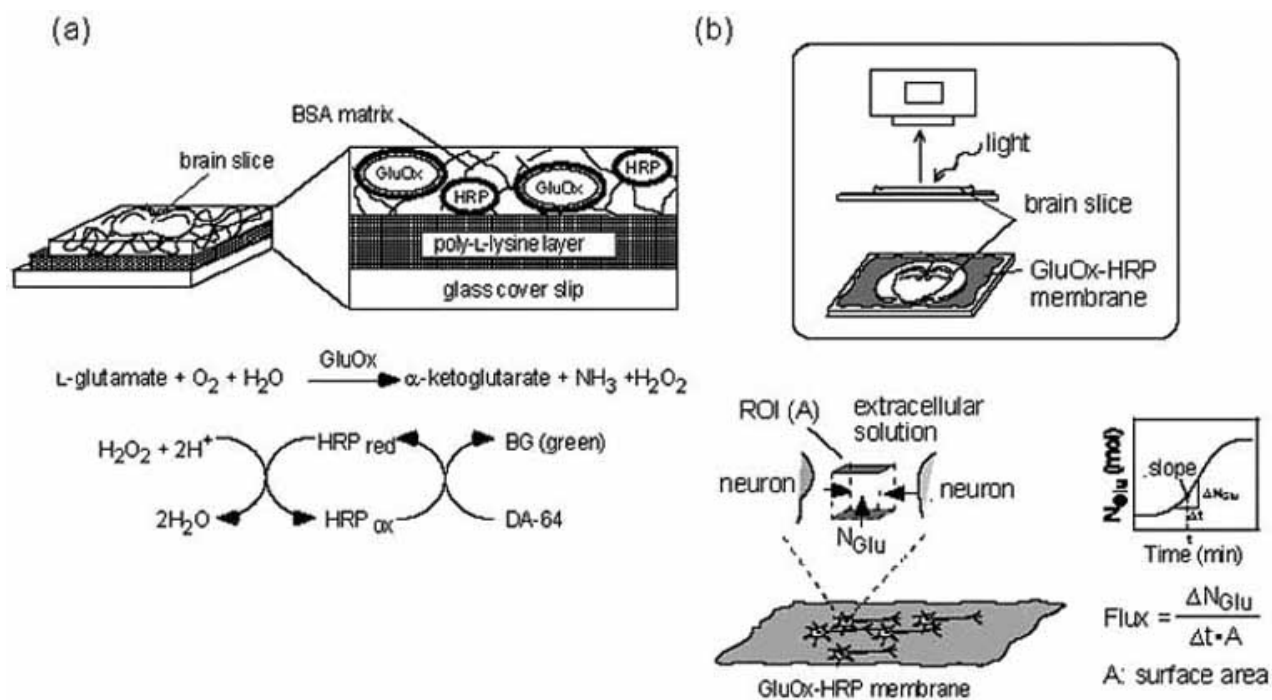 (a)
BSA matrix
brain slice
GluOx
HRP
GluOx
HRP
poly-L-lysine layer
glass cover slip
GluOx
L-glutamate + O2 + H2O → α-ketoglutarate + NH3 +H2O2
H2O2 + 2H+
HRP red
BG (green)
2H2O
HRP ox
DA-64
(b)
light
brain slice
GluOx-HRP
membrane
ROI (A)
extracellular
solution
neuron
neuron
NGlu
GluOx-HRP membrane
NGlu (mol)
slope
ΔNGlu
Δt
t
Time (min)
Flux = ΔNGlu / Δt•A
A: surface area